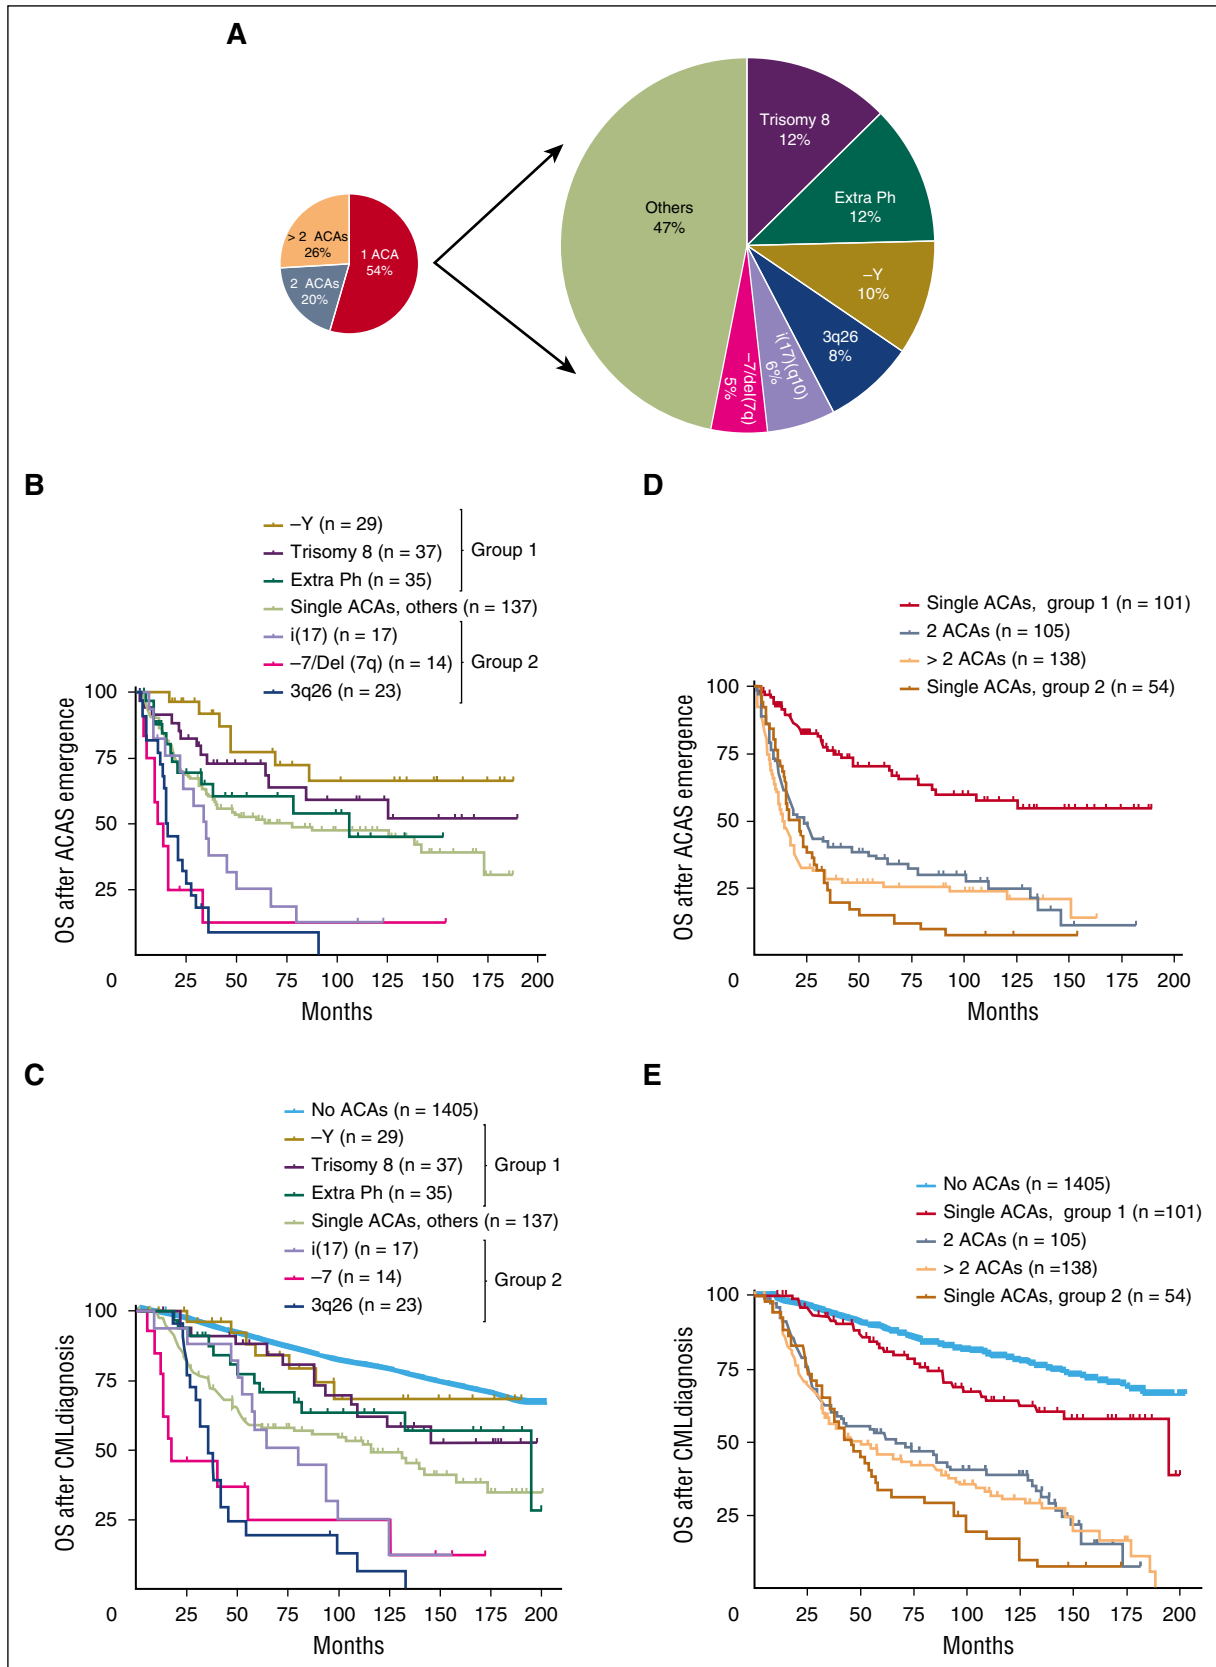 A
Trisomy 8
12%
Extra Ph
12%
–Y
10%
3q26
8%
i(17)(q10)
6%
–7/del(7q)
5%
Others
47%
> 2 ACAs
26%
1 ACA
54%
2 ACAs
20%
B
–Y (n = 29)
Trisomy 8 (n = 37)
Extra Ph (n = 35)
Group 1
Single ACAs, others (n = 137)
i(17) (n = 17)
–7/Del (7q) (n = 14)
3q26 (n = 23)
Group 2
OS after ACAS emergence
100
75
50
25
0
25
50
75
100
125
150
175
200
Months
D
Single ACAs, group 1 (n = 101)
2 ACAs (n = 105)
> 2 ACAs (n = 138)
Single ACAs, group 2 (n = 54)
OS after ACAS emergence
100
75
50
25
0
25
50
75
100
125
150
175
200
Months
C
No ACAs (n = 1405)
–Y (n = 29)
Trisomy 8 (n = 37)
Extra Ph (n = 35)
Group 1
Single ACAs, others (n = 137)
i(17) (n = 17)
–7 (n = 14)
3q26 (n = 23)
Group 2
OS after CMLdiagnosis
100
75
50
25
0
25
50
75
100
125
150
175
200
Months
E
No ACAs (n = 1405)
Single ACAs, group 1 (n =101)
2 ACAs (n = 105)
> 2 ACAs (n =138)
Single ACAs, group 2 (n = 54)
OS after CMLdiagnosis
100
75
50
25
0
25
50
75
100
125
150
175
200
Months